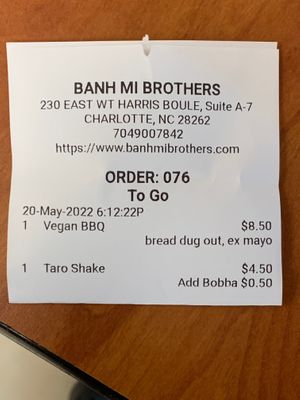 BANH MI BROTHERS
230 EAST WT HARRIS BOULE, Suite A-7
CHARLOTTE, NC 28262
7049007842
https://www.banhmibrothers.com
ORDER: 076
To Go
20-May-2022 6:12:22P
1 Vegan BBQ $8.50
bread dug out, ex mayo
1 Taro Shake $4.50
Add Bobha $0.50